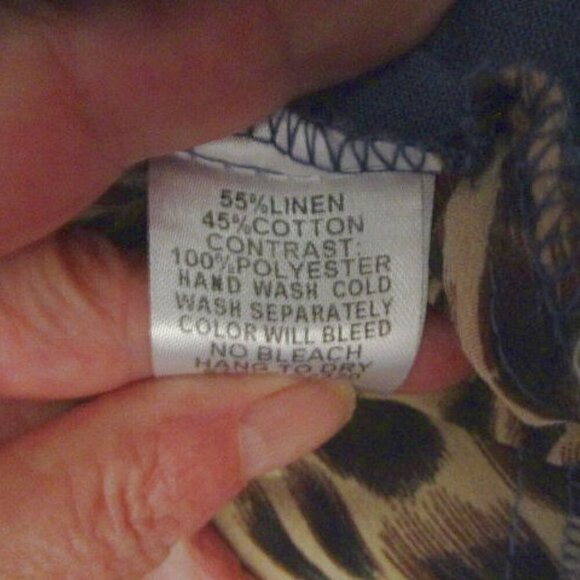 55%LINEN
45%COTTON
CONTRAST:
100%POLYESTER
HAND WASH COLD
WASH SEPARATELY
COLOR WILL BLEED
NO BLEACH
HANG TO DRY